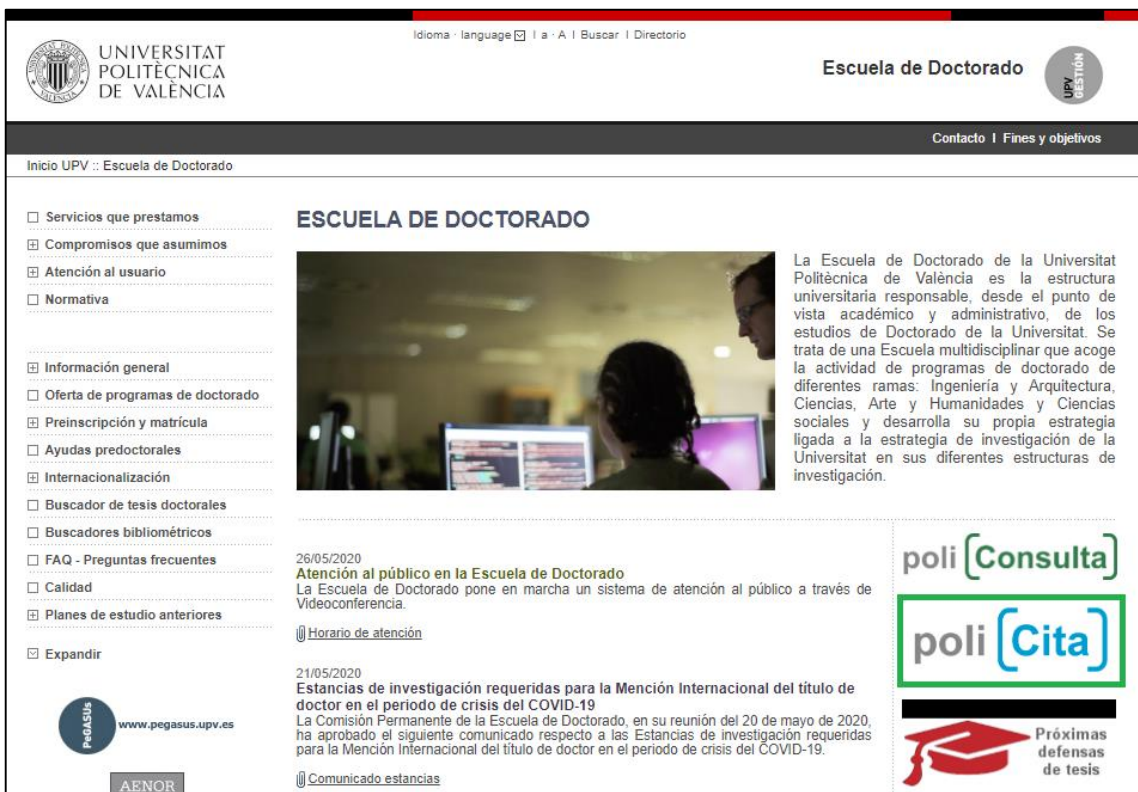 Idioma · language | a · A | Buscar | Directorio
UNIVERSITAT
POLITÈCNICA
DE VALÈNCIA
Escuela de Doctorado
UPV
GESTIÓN
Contacto | Fines y objetivos
Inicio UPV :: Escuela de Doctorado
Servicios que prestamos
Compromisos que asumimos
Atención al usuario
Normativa
Información general
Oferta de programas de doctorado
Preinscripción y matrícula
Ayudas predoctorales
Internacionalización
Buscador de tesis doctorales
Buscadores bibliométricos
FAQ - Preguntas frecuentes
Calidad
Planes de estudio anteriores
Expandir
PeGASUs
www.pegasus.upv.es
AENOR
ESCUELA DE DOCTORADO
La Escuela de Doctorado de la Universitat
Politècnica de València es la estructura
universitaria responsable, desde el punto de
vista académico y administrativo, de los
estudios de Doctorado de la Universitat. Se
trata de una Escuela multidisciplinar que acoge
la actividad de programas de doctorado de
diferentes ramas: Ingeniería y Arquitectura,
Ciencias, Arte y Humanidades y Ciencias
sociales y desarrolla su propia estrategia
ligada a la estrategia de investigación de la
Universitat en sus diferentes estructuras de
investigación.
26/05/2020
Atención al público en la Escuela de Doctorado
La Escuela de Doctorado pone en marcha un sistema de atención al público a través de
Videoconferencia.
Horario de atención
21/05/2020
Estancias de investigación requeridas para la Mención Internacional del título de
doctor en el periodo de crisis del COVID-19
La Comisión Permanente de la Escuela de Doctorado, en su reunión del 20 de mayo de 2020,
ha aprobado el siguiente comunicado respecto a las Estancias de investigación requeridas
para la Mención Internacional del título de doctor en el periodo de crisis del COVID-19.
Comunicado estancias
poli [Consulta]
poli [Cita]
Próximas
defensas
de tesis